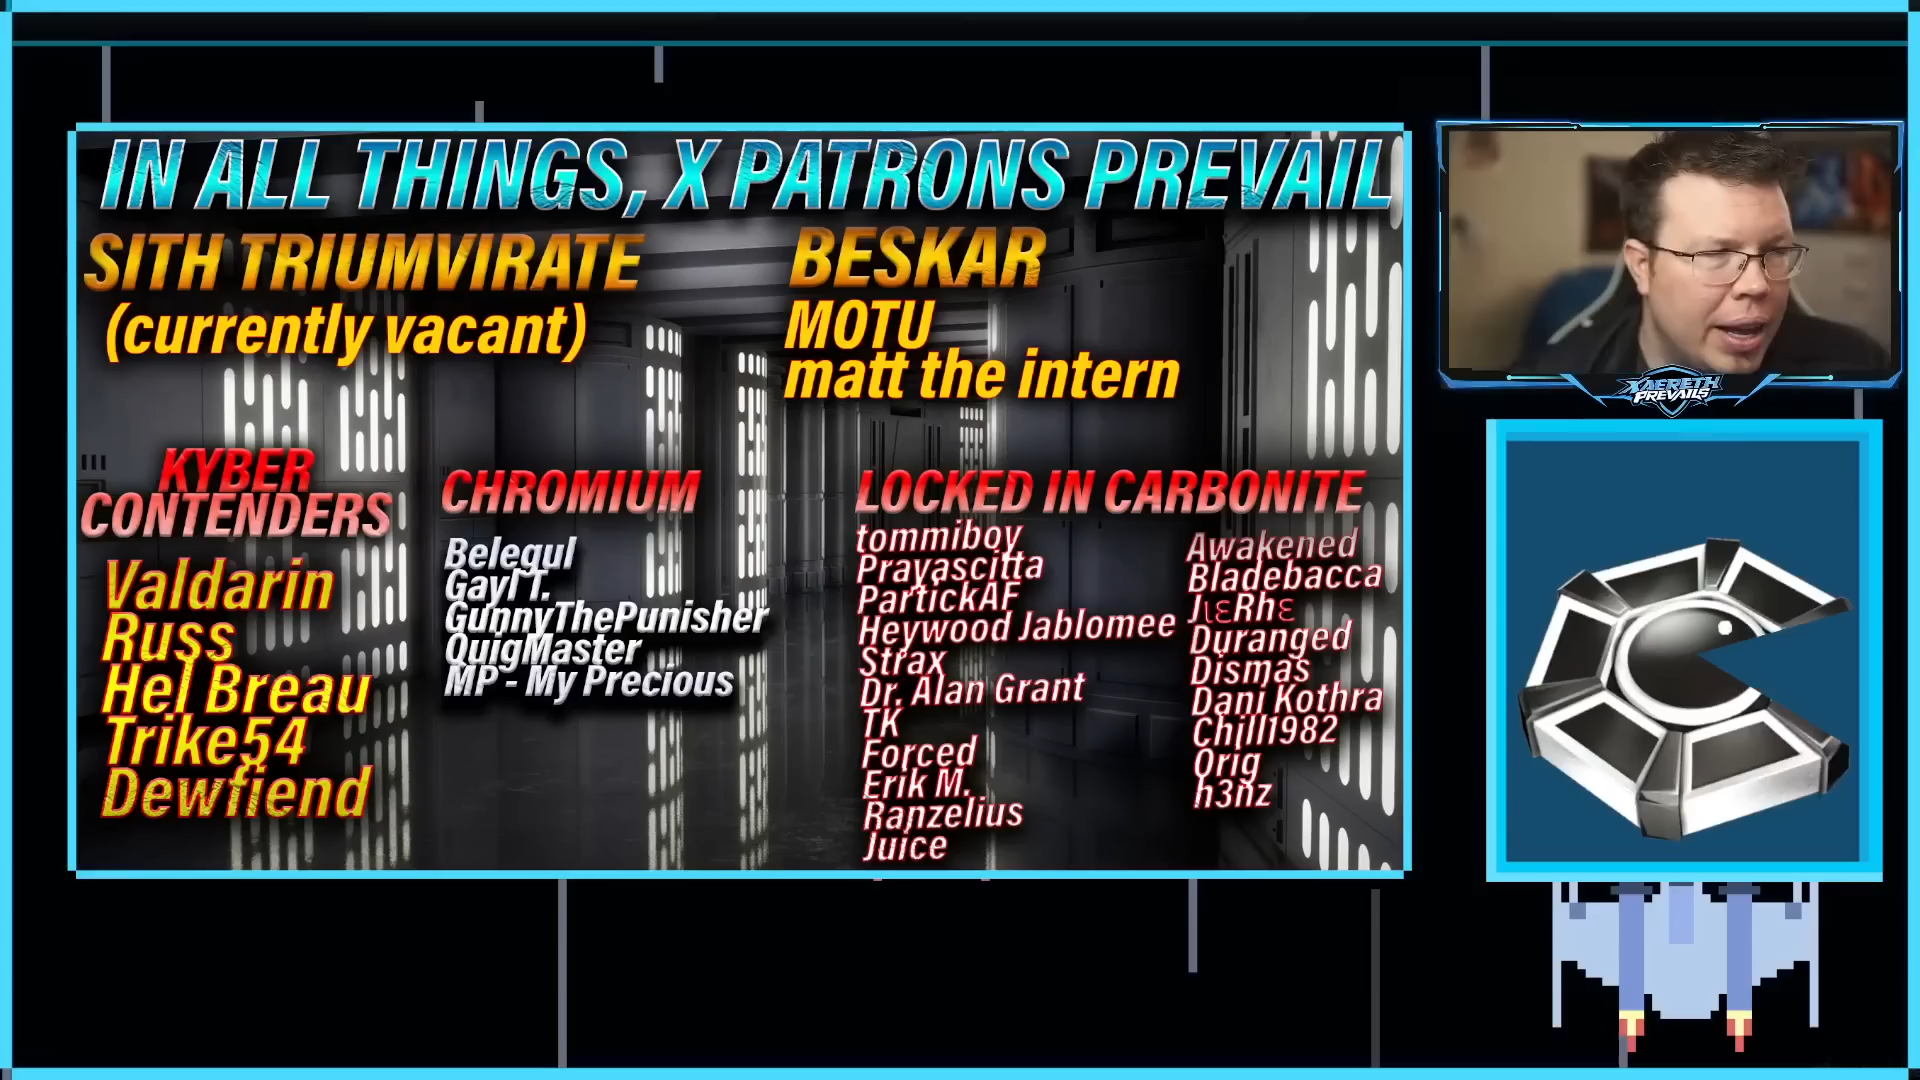 IN ALL THINGS, X PATRONS PREVAIL
SITH TRIUMVIRATE
(currently vacant)
BESKAR
MOTU
matt the intern
KYBER
CONTENDERS
Valdarin
Russ
Hel Breau
Trike54
Dewfiend
CHROMIUM
Belegul
Gayl T.
GunnyThePunisher
QuigMaster
MP - My Precious
LOCKED IN CARBONITE
tommiboy
Prayascitta
PartickAF
Heywood Jablomee
Strax
Dr. Alan Grant
TK
Forced
Erik M.
Ranzelius
Juice
Awakened
Bladebacca
JɩɛRhɛ
Duranged
Dismas
Dani Kothra
Chill1982
Orig
h3nz
XAERETH
PREVAILS